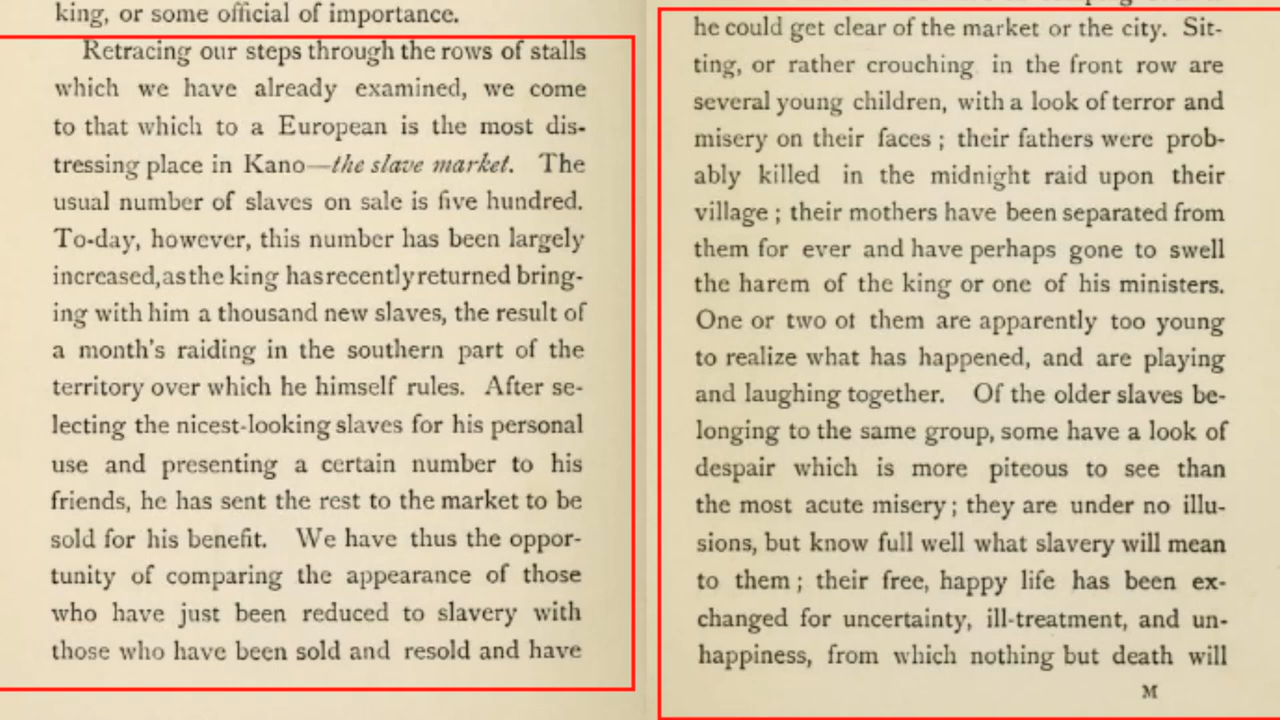 king, or some official of importance.
Retracing our steps through the rows of stalls
which we have already examined, we come
to that which to a European is the most dis-
tressing place in Kano—the slave market. The
usual number of slaves on sale is five hundred.
To-day, however, this number has been largely
increased, as the king has recently returned bring-
ing with him a thousand new slaves, the result of
a month's raiding in the southern part of the
territory over which he himself rules. After se-
lecting the nicest-looking slaves for his personal
use and presenting a certain number to his
friends, he has sent the rest to the market to be
sold for his benefit. We have thus the oppor-
tunity of comparing the appearance of those
who have just been reduced to slavery with
those who have been sold and resold and have
he could get clear of the market or the city. Sit-
ting, or rather crouching in the front row are
several young children, with a look of terror and
misery on their faces; their fathers were prob-
ably killed in the midnight raid upon their
village; their mothers have been separated from
them for ever and have perhaps gone to swell
the harem of the king or one of his ministers.
One or two of them are apparently too young
to realize what has happened, and are playing
and laughing together. Of the older slaves be-
longing to the same group, some have a look of
despair which is more piteous to see than
the most acute misery; they are under no illu-
sions, but know full well what slavery will mean
to them; their free, happy life has been ex-
changed for uncertainty, ill-treatment, and un-
happiness, from which nothing but death will
M